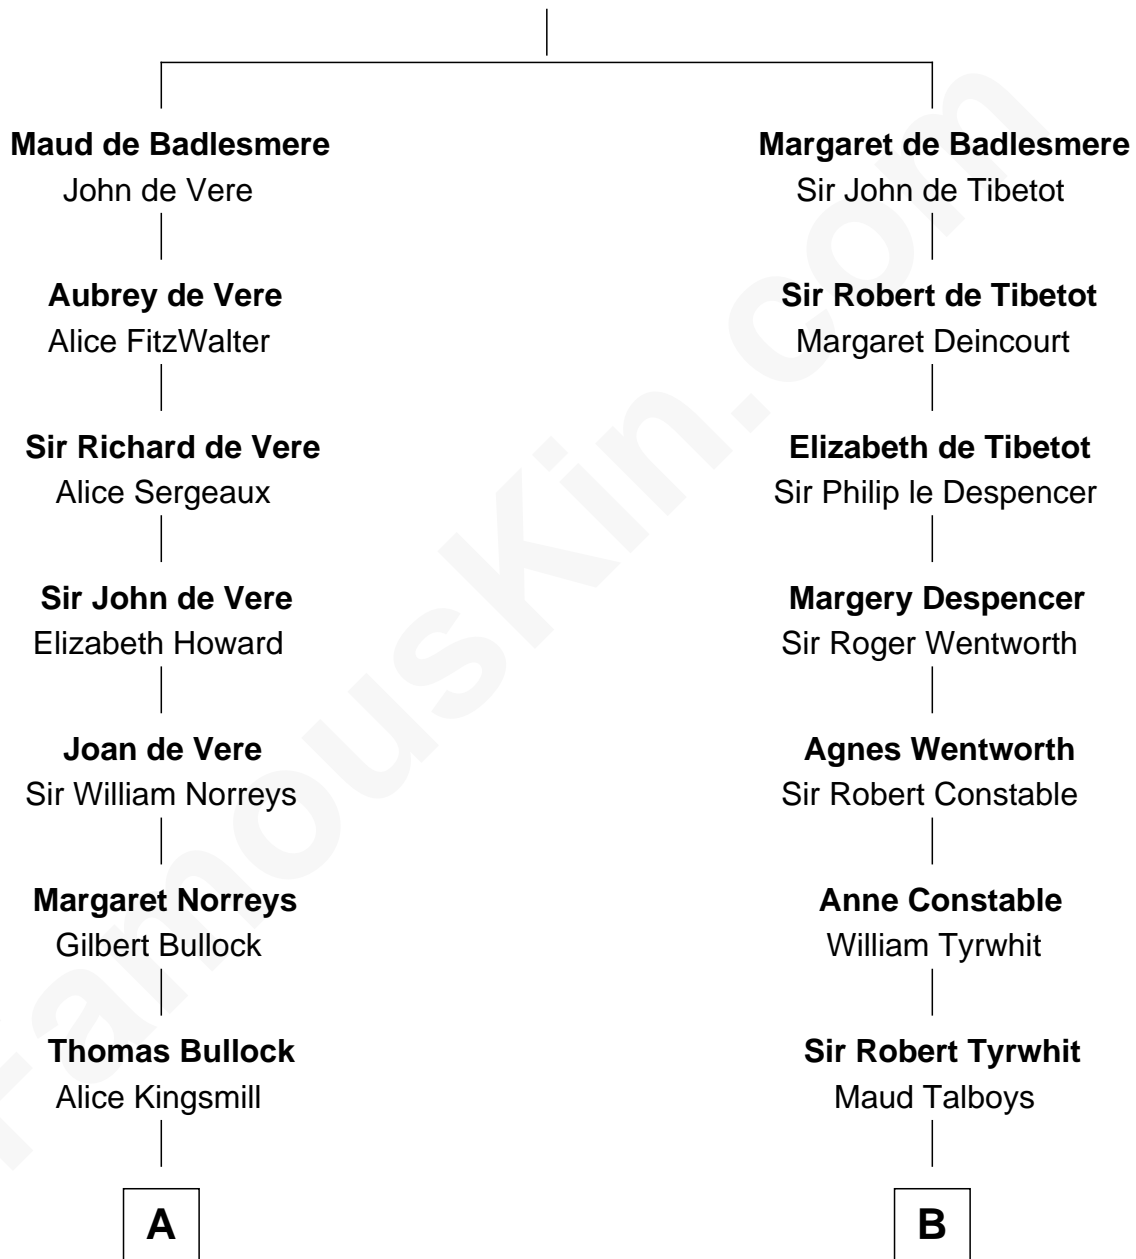 Maud de Badlesmere
John de Vere
Aubrey de Vere
Alice FitzWalter
Sir Richard de Vere
Alice Sergeaux
Sir John de Vere
Elizabeth Howard
Joan de Vere
Sir William Norreys
Margaret Norreys
Gilbert Bullock
Thomas Bullock
Alice Kingsmill
A
Margaret de Badlesmere
Sir John de Tibetot
Sir Robert de Tibetot
Margaret Deincourt
Elizabeth de Tibetot
Sir Philip le Despencer
Margery Despencer
Sir Roger Wentworth
Agnes Wentworth
Sir Robert Constable
Anne Constable
William Tyrwhit
Sir Robert Tyrwhit
Maud Talboys
B
FamousKin.com